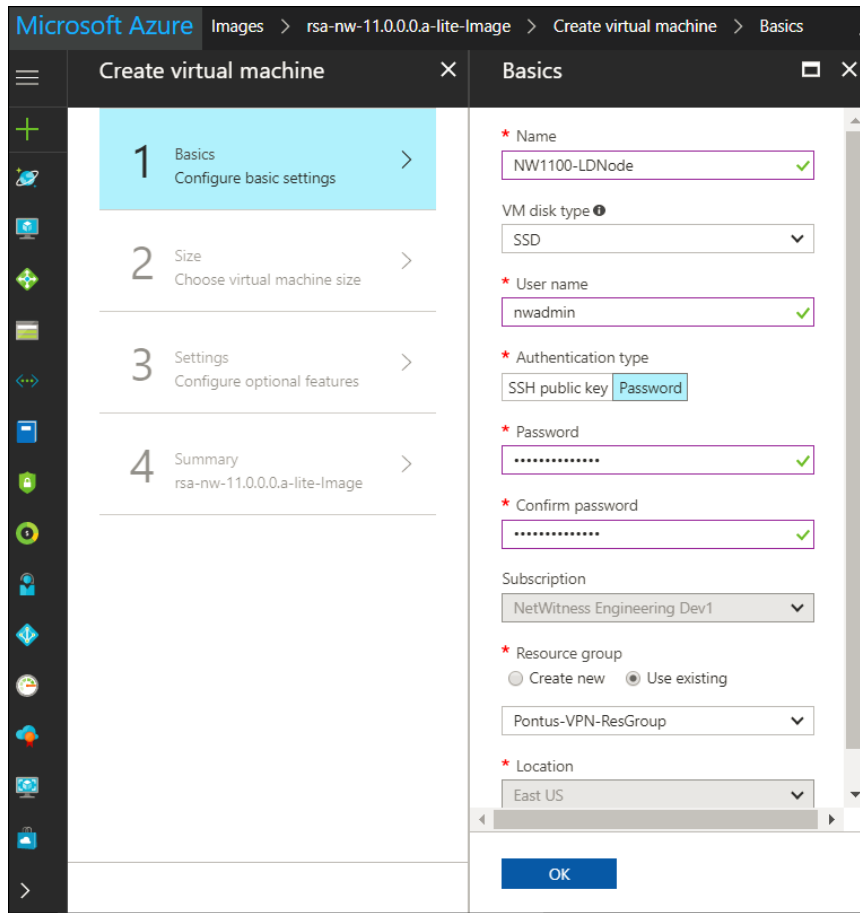 Microsoft Azure Images > rsa-nw-11.0.0.0.a-lite-Image > Create virtual machine > Basics
Create virtual machine
1
Basics
Configure basic settings
2
Size
Choose virtual machine size
3
Settings
Configure optional features
4
Summary
rsa-nw-11.0.0.0.a-lite-Image
Basics
* Name
NW1100-LDNode
VM disk type
SSD
* User name
nwadmin
* Authentication type
SSH public key Password
* Password
••••••••••••••
* Confirm password
••••••••••••••
Subscription
NetWitness Engineering Dev1
* Resource group
Create new Use existing
Pontus-VPN-ResGroup
* Location
East US
OK